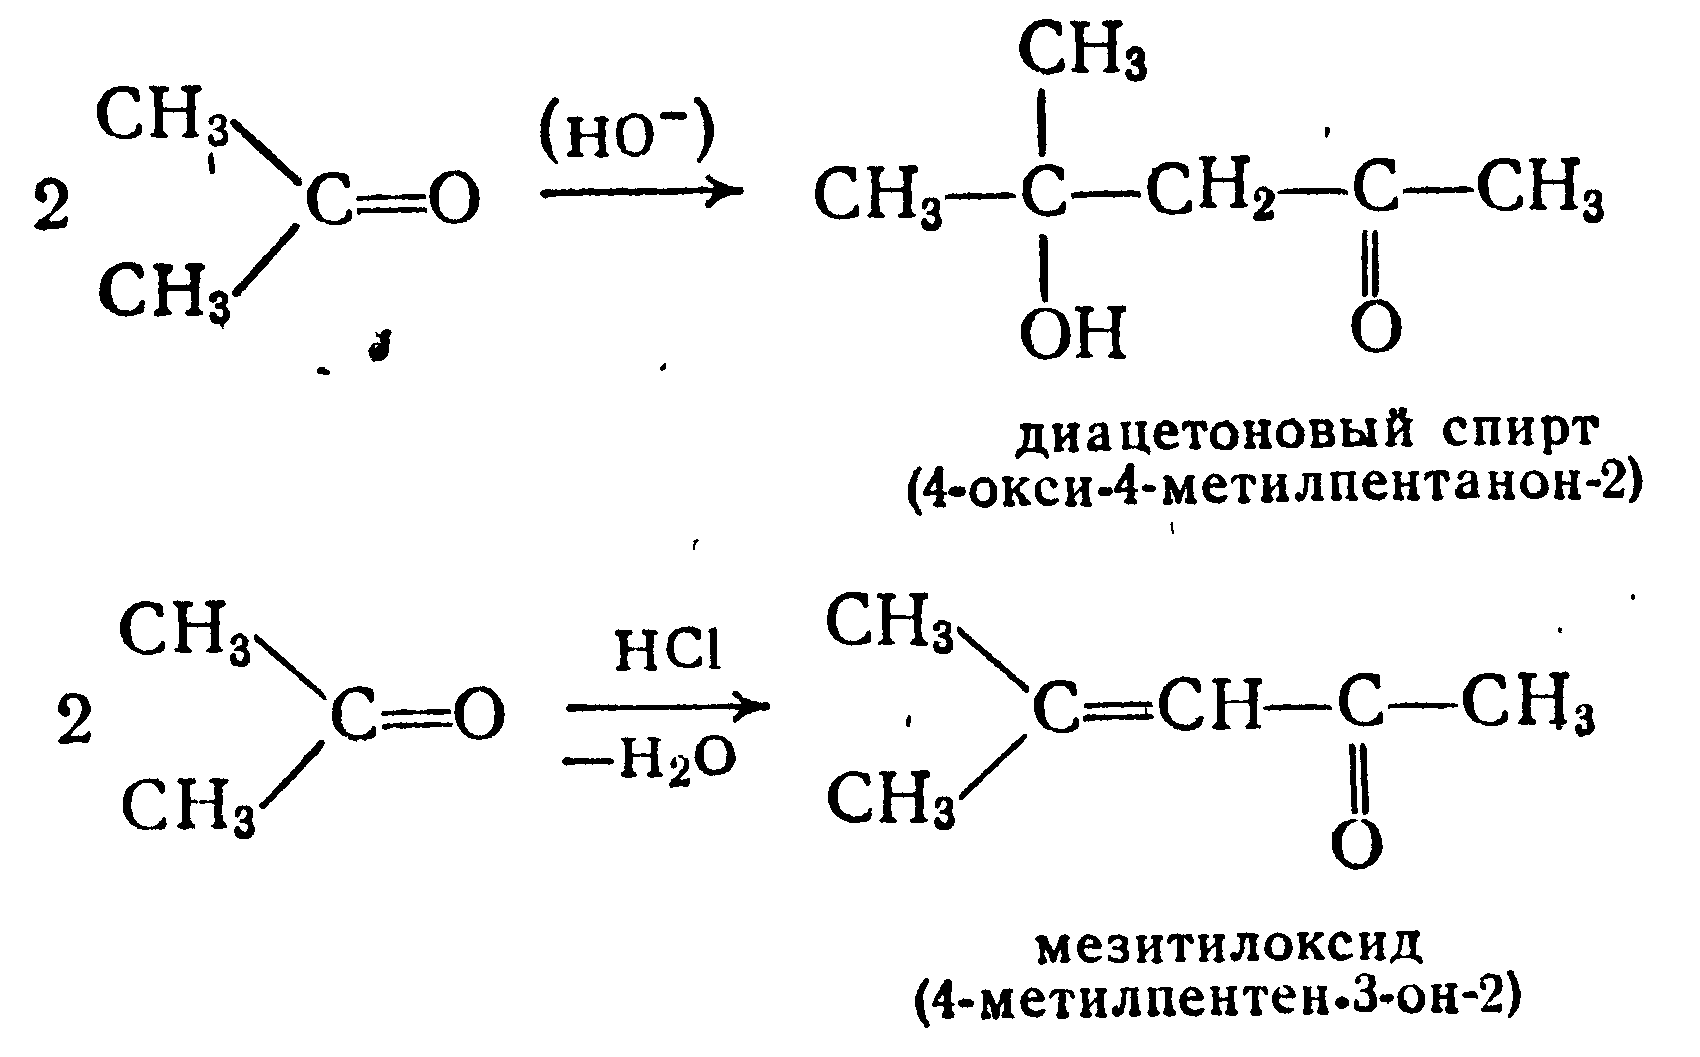 CH₃
CH₃ (HO⁻)
2 C=O CH₃—C—CH₂—C—CH₃
CH₃ OH O
диацетоновый спирт
(4-окси-4-метилпентанон-2)
CH₃ HCl CH₃
2 C=O C=CH—C—CH₃
—H₂O
CH₃ CH₃ O
мезитилоксид
(4-метилпентен-3-он-2)